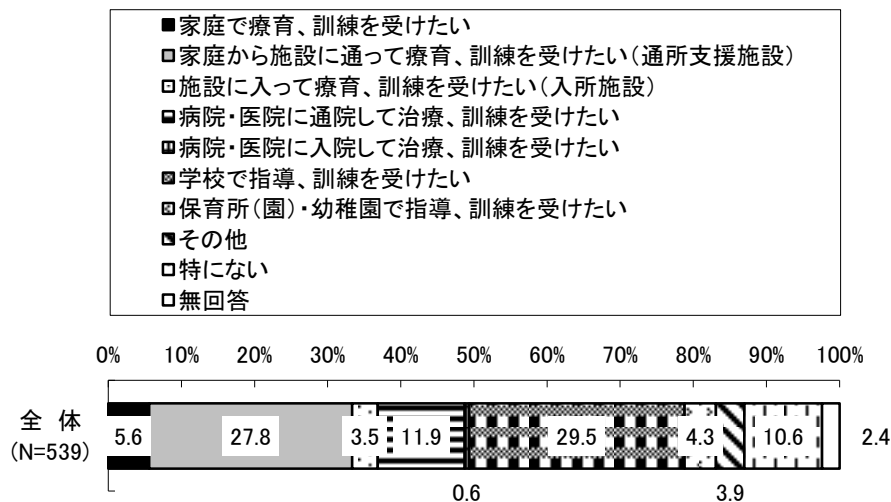 家庭で療育、訓練を受けたい
家庭から施設に通って療育、訓練を受けたい(通所支援施設)
施設に入って療育、訓練を受けたい(入所施設)
病院・医院に通院して治療、訓練を受けたい
病院・医院に入院して治療、訓練を受けたい
学校で指導、訓練を受けたい
保育所(園)・幼稚園で指導、訓練を受けたい
その他
特にない
無回答
0% 10% 20% 30% 40% 50% 60% 70% 80% 90% 100%
全 体
(N=539)
5.6 27.8 3.5 11.9 29.5 4.3 10.6 2.4
0.6 3.9